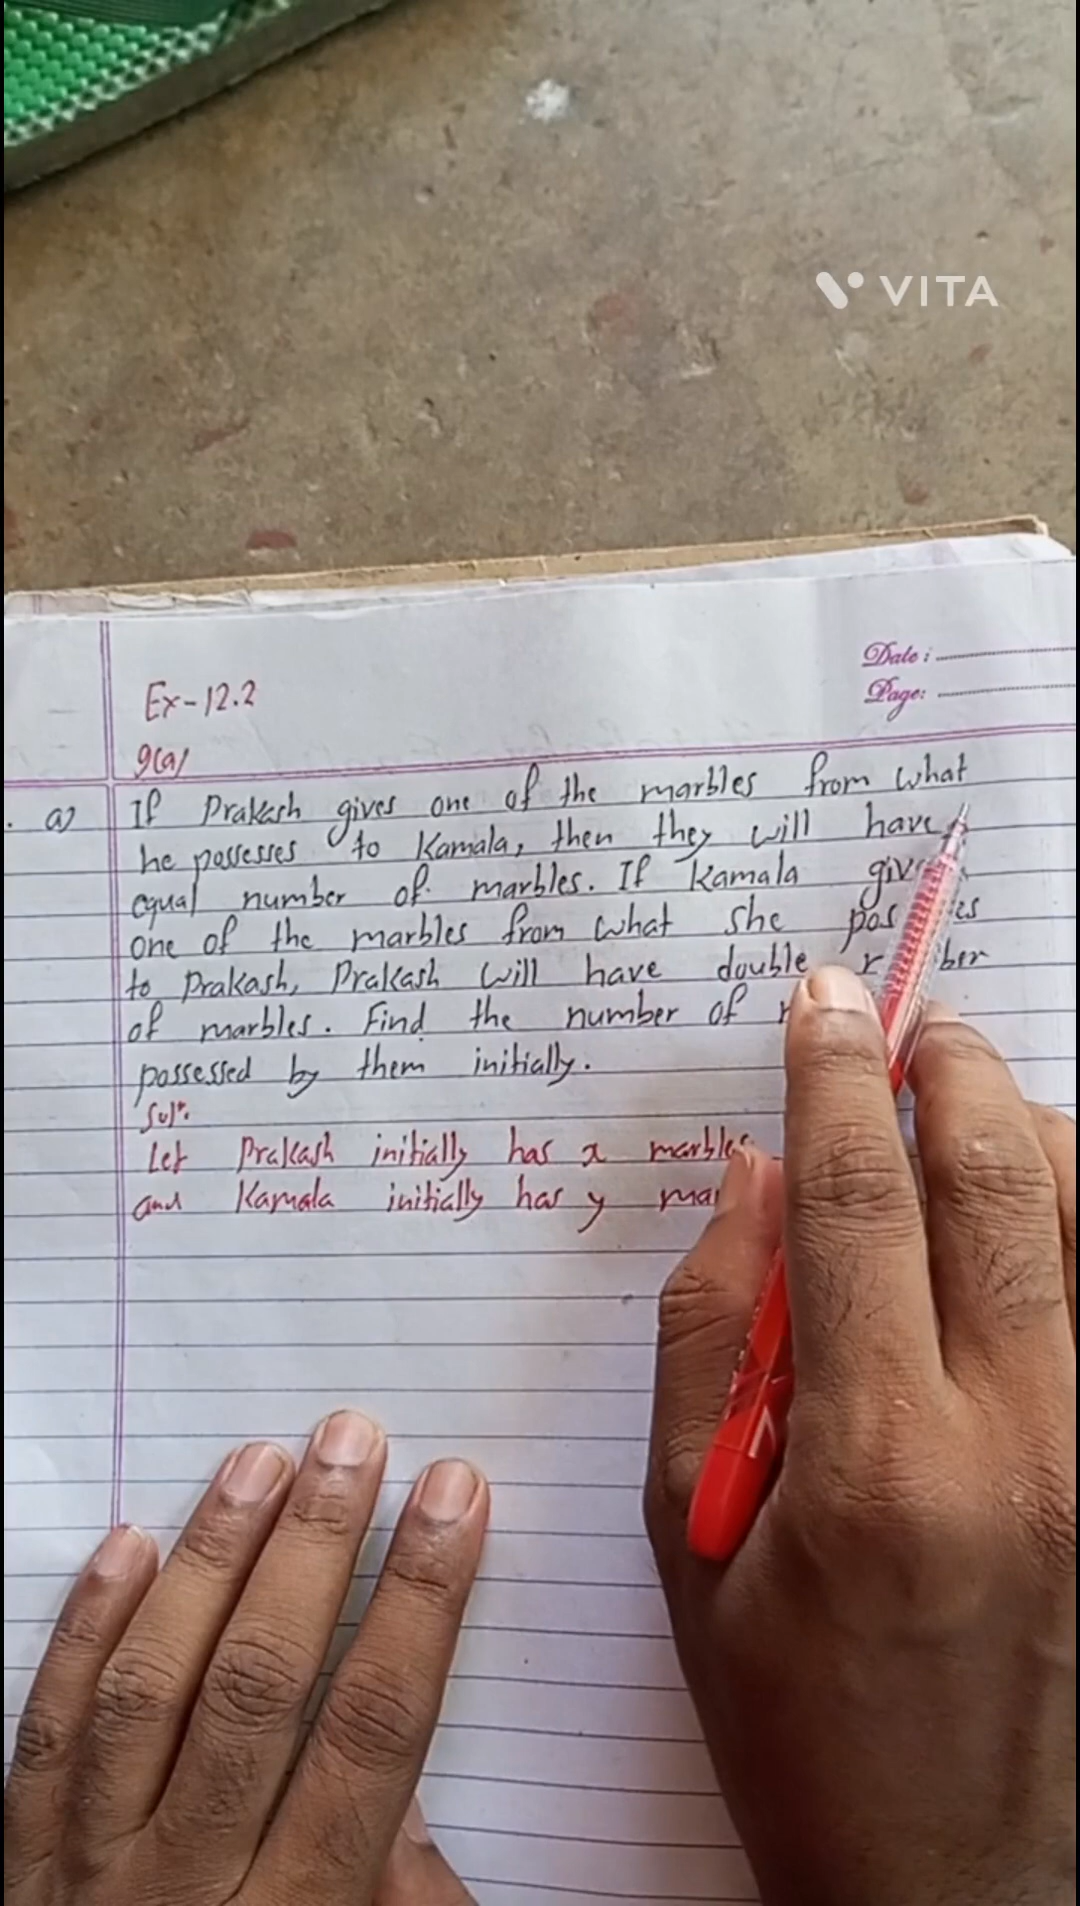 VITA
Date:
Page:
Ex-12.2
9(a)
a) If Prakash gives one of the marbles from what
he possesses to Kamala, then they will have
equal number of marbles. If Kamala
one of the marbles from what she
to Prakash, Prakash will have double
of marbles. Find the number of
possessed by them initially.
Solⁿ.
Let Prakash initially has x marbles
and Kamala initially has y